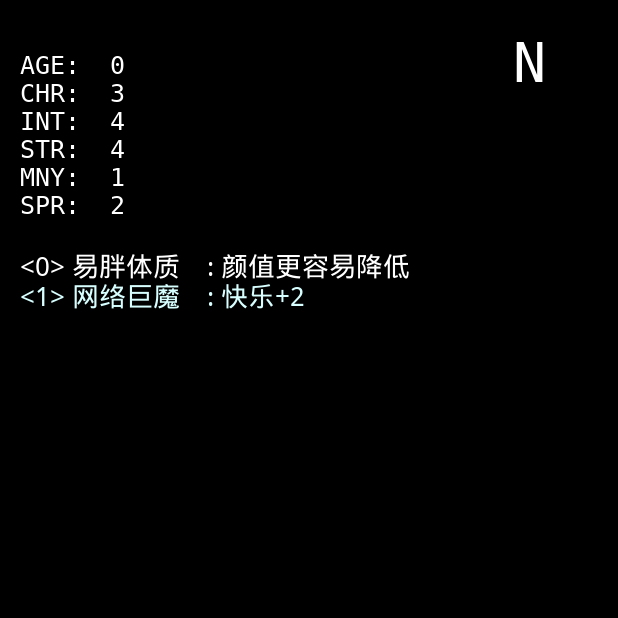 N
AGE: 0
CHR: 3
INT: 4
STR: 4
MNY: 1
SPR: 2
<0> 易胖体质 : 颜值更容易降低
<1> 网络巨魔 : 快乐+2